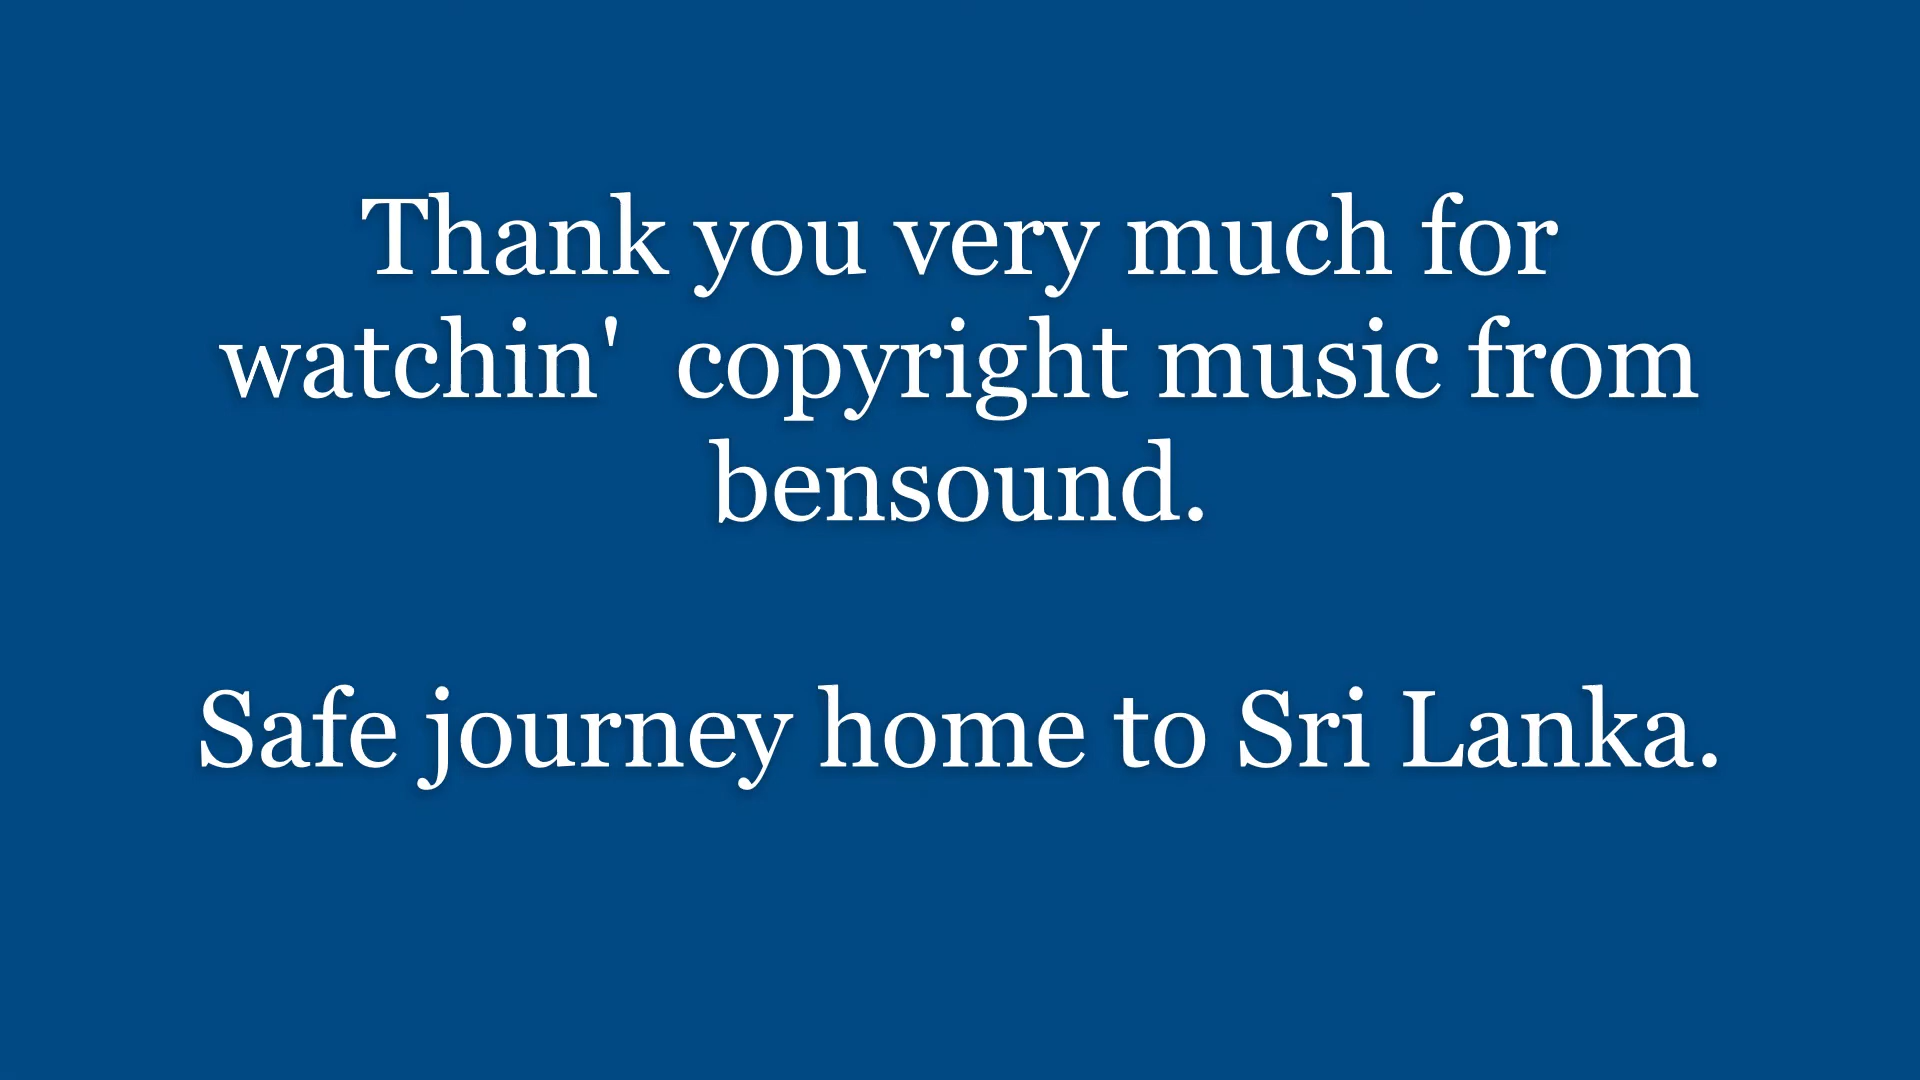 Thank you very much for
watchin'  copyright music from
bensound.
Safe journey home to Sri Lanka.